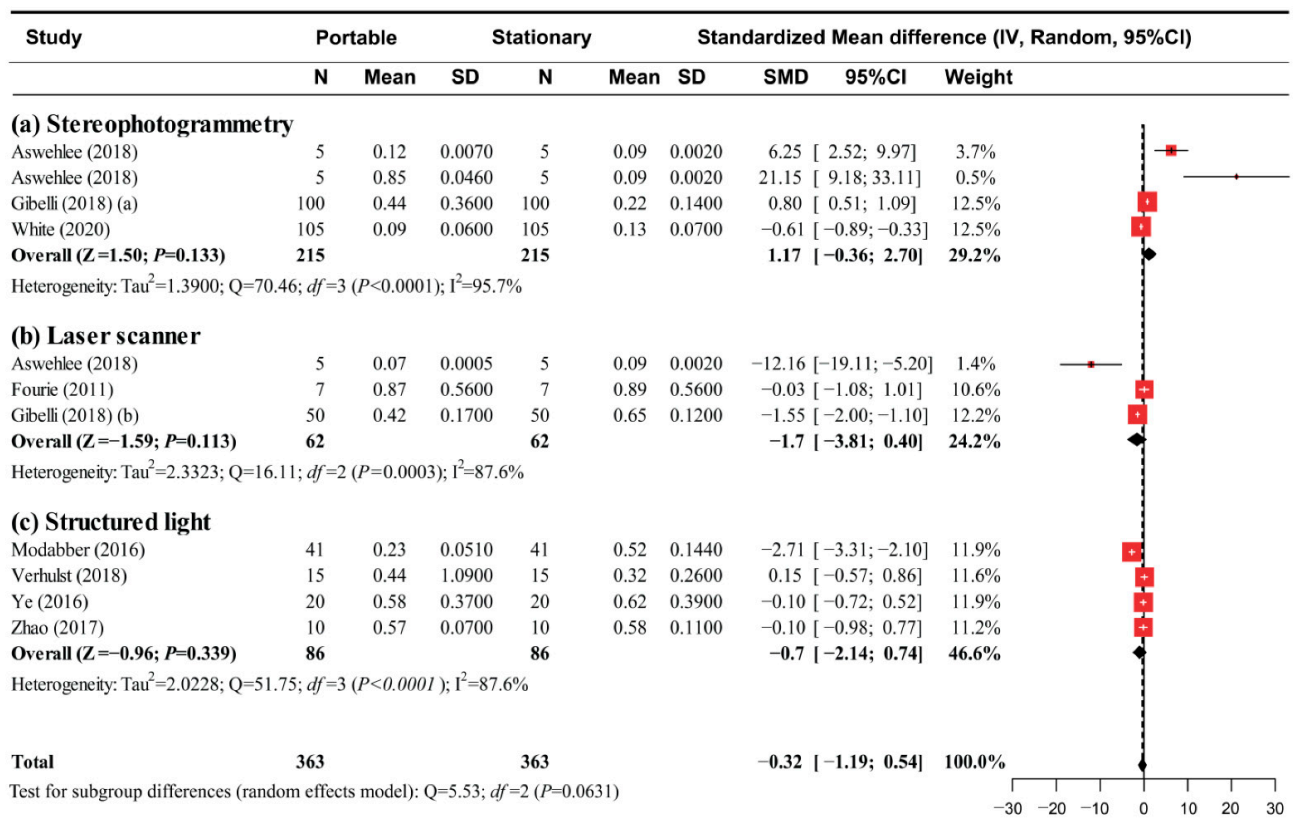 Study Portable Stationary Standardized Mean difference (IV, Random, 95%CI)
N Mean SD N Mean SD SMD 95%CI Weight
(a) Stereophotogrammetry
Aswehlee (2018) 5 0.12 0.0070 5 0.09 0.0020 6.25 [ 2.52; 9.97] 3.7%
Aswehlee (2018) 5 0.85 0.0460 5 0.09 0.0020 21.15 [ 9.18; 33.11] 0.5%
Gibelli (2018) (a) 100 0.44 0.3600 100 0.22 0.1400 0.80 [ 0.51; 1.09] 12.5%
White (2020) 105 0.09 0.0600 105 0.13 0.0700 −0.61 [ −0.89; −0.33] 12.5%
Overall (Z=1.50; P=0.133) 215 215 1.17 [−0.36; 2.70] 29.2%
Heterogeneity: Tau²=1.3900; Q=70.46; df=3 (P<0.0001); I²=95.7%
(b) Laser scanner
Aswehlee (2018) 5 0.07 0.0005 5 0.09 0.0020 −12.16 [−19.11; −5.20] 1.4%
Fourie (2011) 7 0.87 0.5600 7 0.89 0.5600 −0.03 [ −1.08; 1.01] 10.6%
Gibelli (2018) (b) 50 0.42 0.1700 50 0.65 0.1200 −1.55 [ −2.00; −1.10] 12.2%
Overall (Z=−1.59; P=0.113) 62 62 −1.7 [−3.81; 0.40] 24.2%
Heterogeneity: Tau²=2.3323; Q=16.11; df=2 (P=0.0003); I²=87.6%
(c) Structured light
Modabber (2016) 41 0.23 0.0510 41 0.52 0.1440 −2.71 [ −3.31; −2.10] 11.9%
Verhulst (2018) 15 0.44 1.0900 15 0.32 0.2600 0.15 [ −0.57; 0.86] 11.6%
Ye (2016) 20 0.58 0.3700 20 0.62 0.3900 −0.10 [ −0.72; 0.52] 11.9%
Zhao (2017) 10 0.57 0.0700 10 0.58 0.1100 −0.10 [ −0.98; 0.77] 11.2%
Overall (Z=−0.96; P=0.339) 86 86 −0.7 [−2.14; 0.74] 46.6%
Heterogeneity: Tau²=2.0228; Q=51.75; df=3 (P<0.0001 ); I²=87.6%
Total 363 363 −0.32 [ −1.19; 0.54] 100.0%
Test for subgroup differences (random effects model): Q=5.53; df=2 (P=0.0631)
−30 −20 −10 0 10 20 30